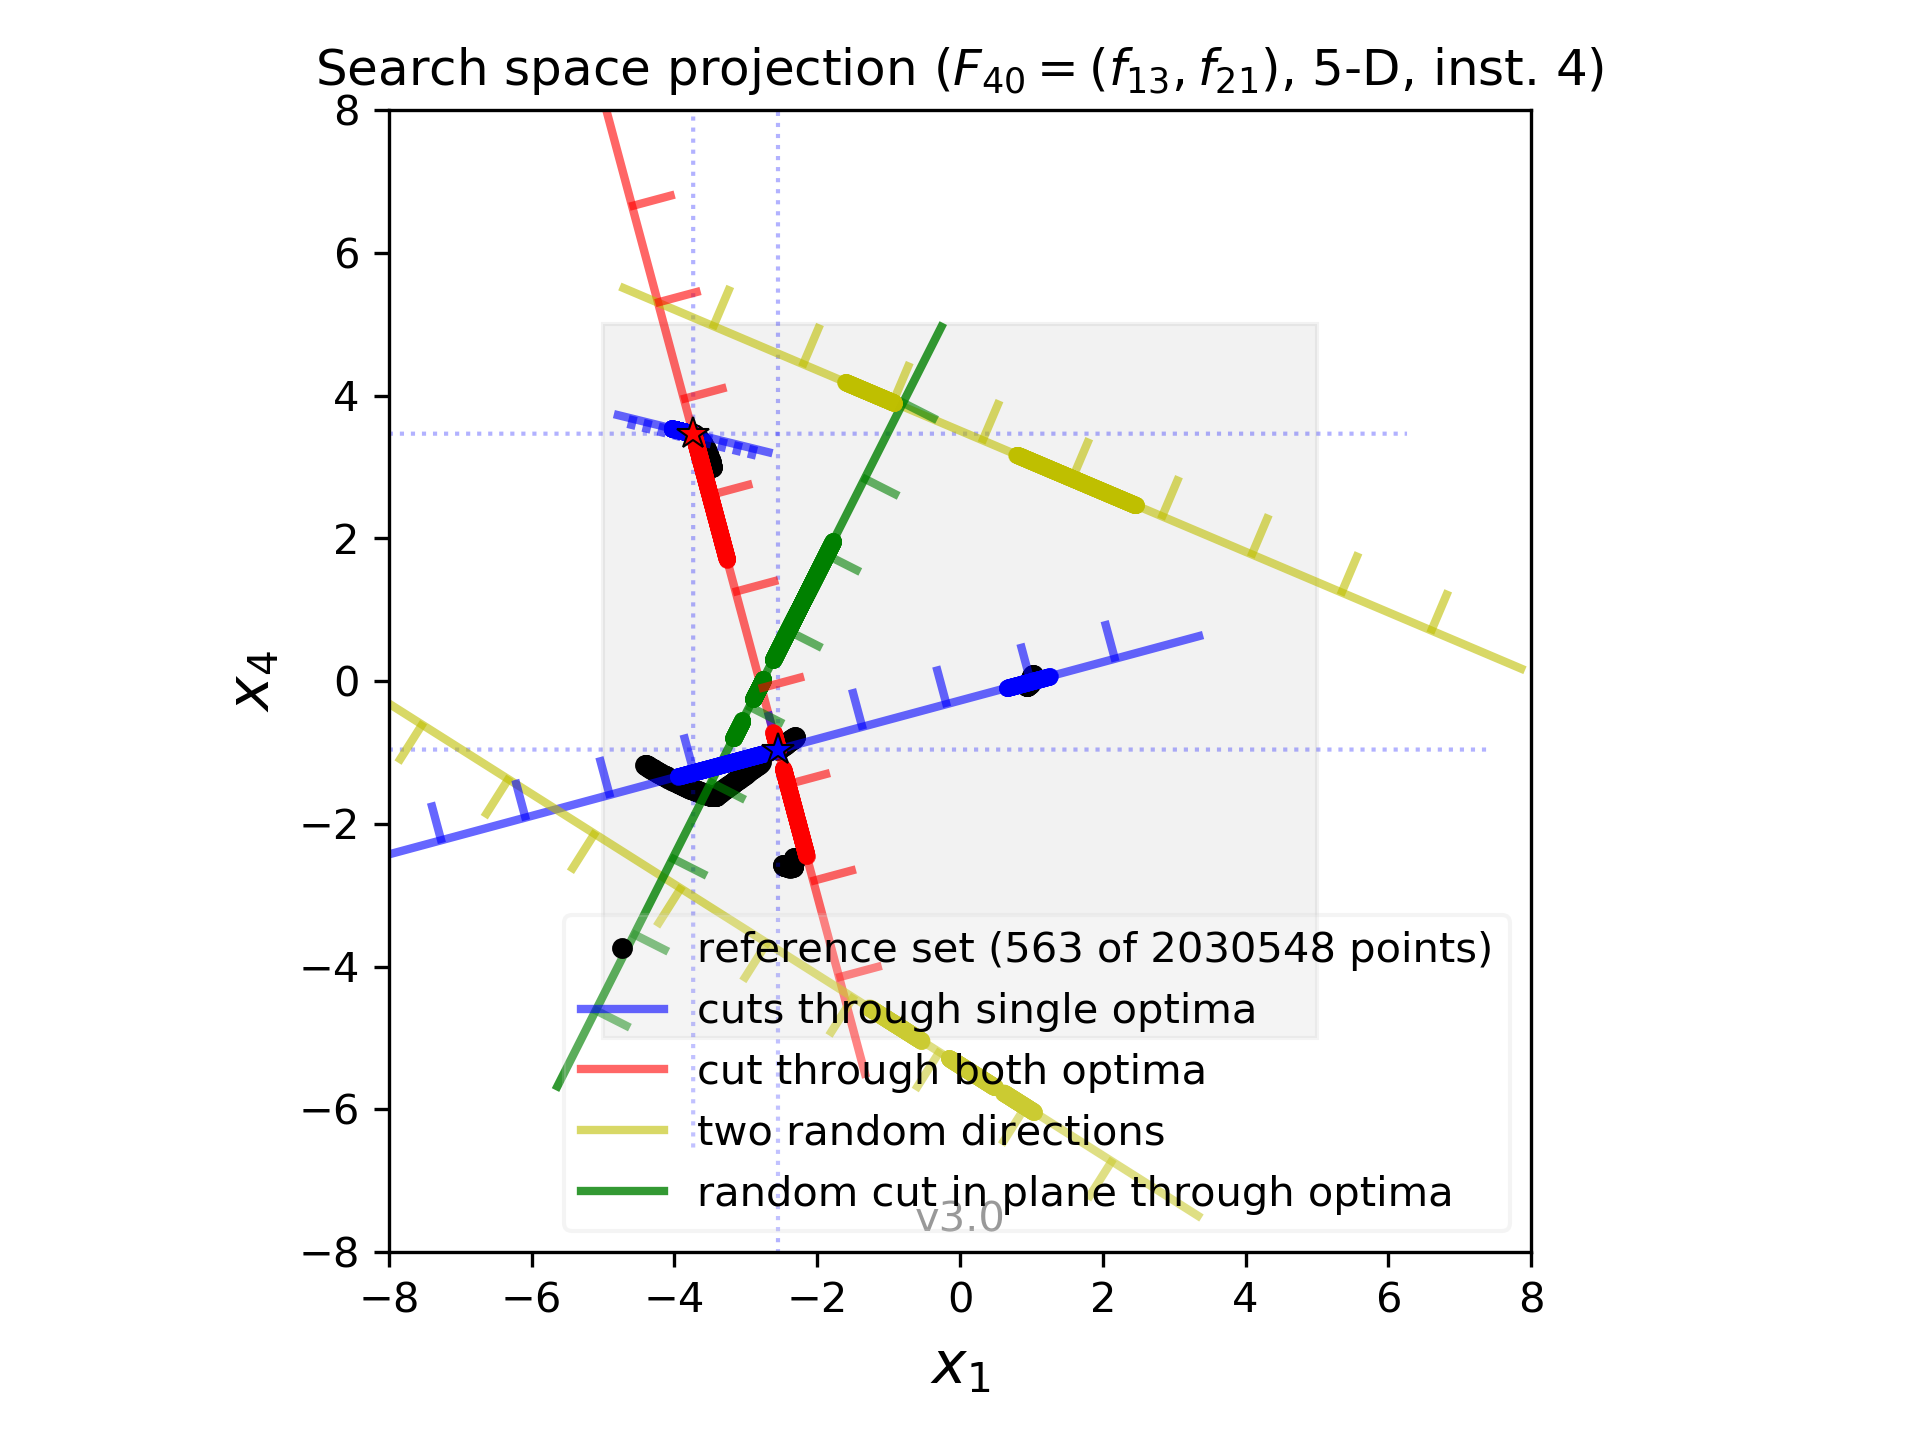 Search space projection (F₄₀ = (f₁₃, f₂₁), 5-D, inst. 4)
8
6
4
2
0
−2
−4
−6
−8
x₄
reference set (563 of 2030548 points)
cuts through single optima
cut through both optima
two random directions
random cut in plane through optima
v3.0
−8 −6 −4 −2 0 2 4 6 8
x₁